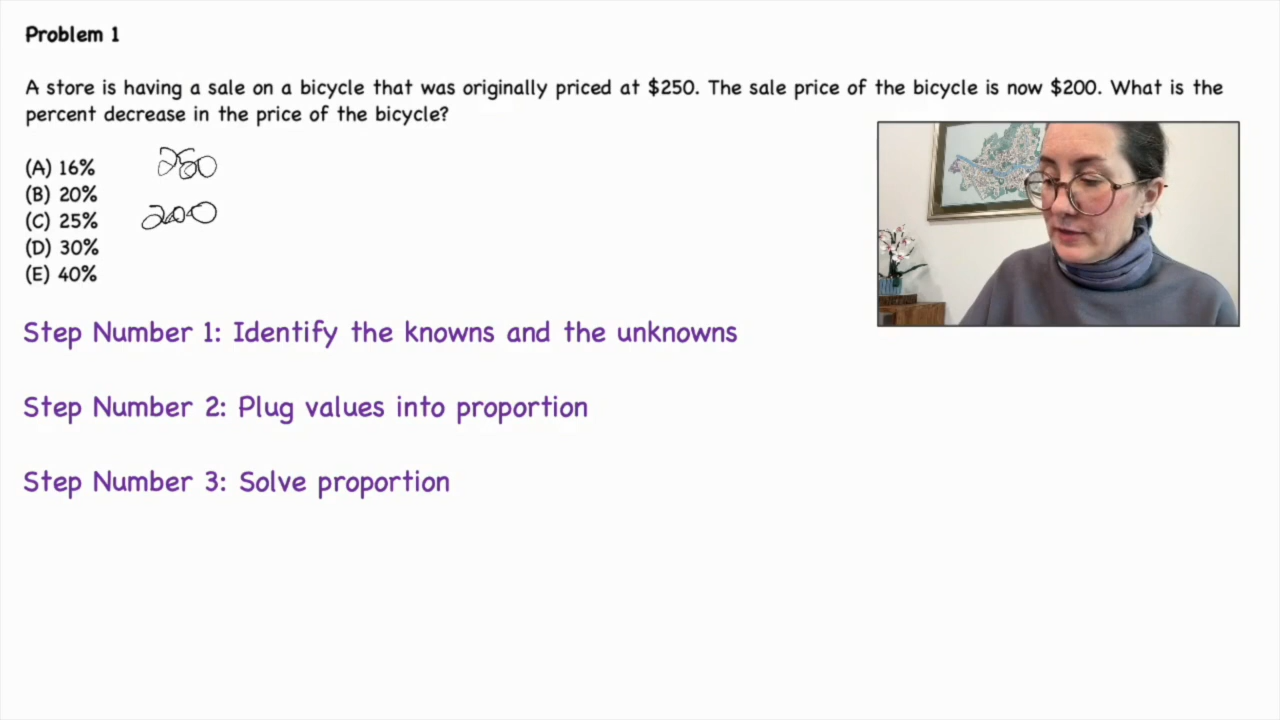 Problem 1
A store is having a sale on a bicycle that was originally priced at $250. The sale price of the bicycle is now $200. What is the
percent decrease in the price of the bicycle?
(A) 16%
(B) 20%
(C) 25%
(D) 30%
(E) 40%
250
200
Step Number 1: Identify the knowns and the unknowns
Step Number 2: Plug values into proportion
Step Number 3: Solve proportion